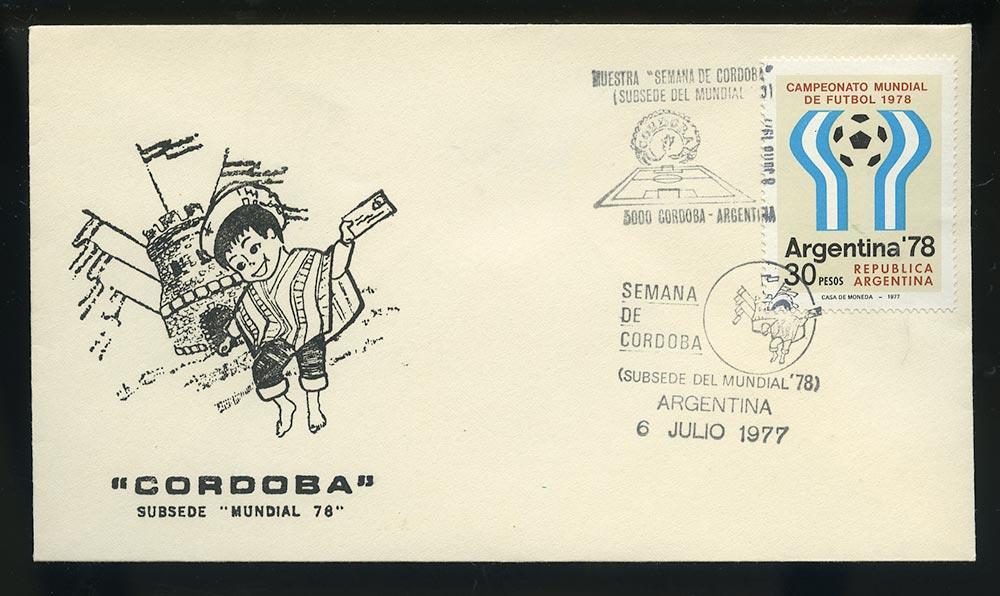 MUESTRA "SEMANA DE CORDOBA"
(SUBSEDE DEL MUNDIAL
CORDOBA
5000 CORDOBA - ARGENTINA
CAMPEONATO MUNDIAL
DE FUTBOL 1978
Argentina'78
30 PESOS REPUBLICA
ARGENTINA
CASA DE MONEDA - 1977
SEMANA
DE
CORDOBA
(SUBSEDE DEL MUNDIAL '78)
ARGENTINA
6 JULIO 1977
"CORDOBA"
SUBSEDE "MUNDIAL 78"